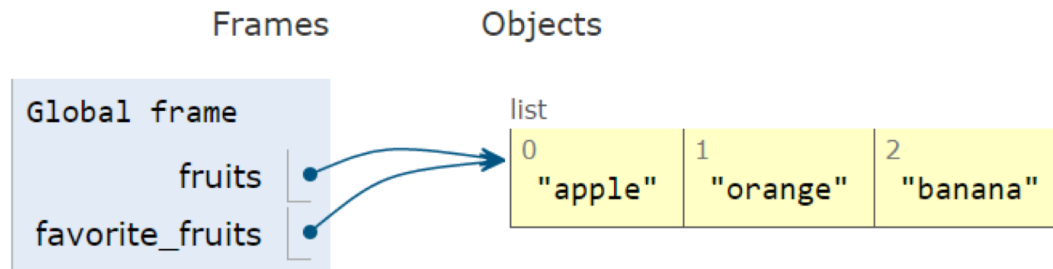 Frames Objects
Global frame
list
0 1 2
fruits
"apple" "orange" "banana"
favorite_fruits